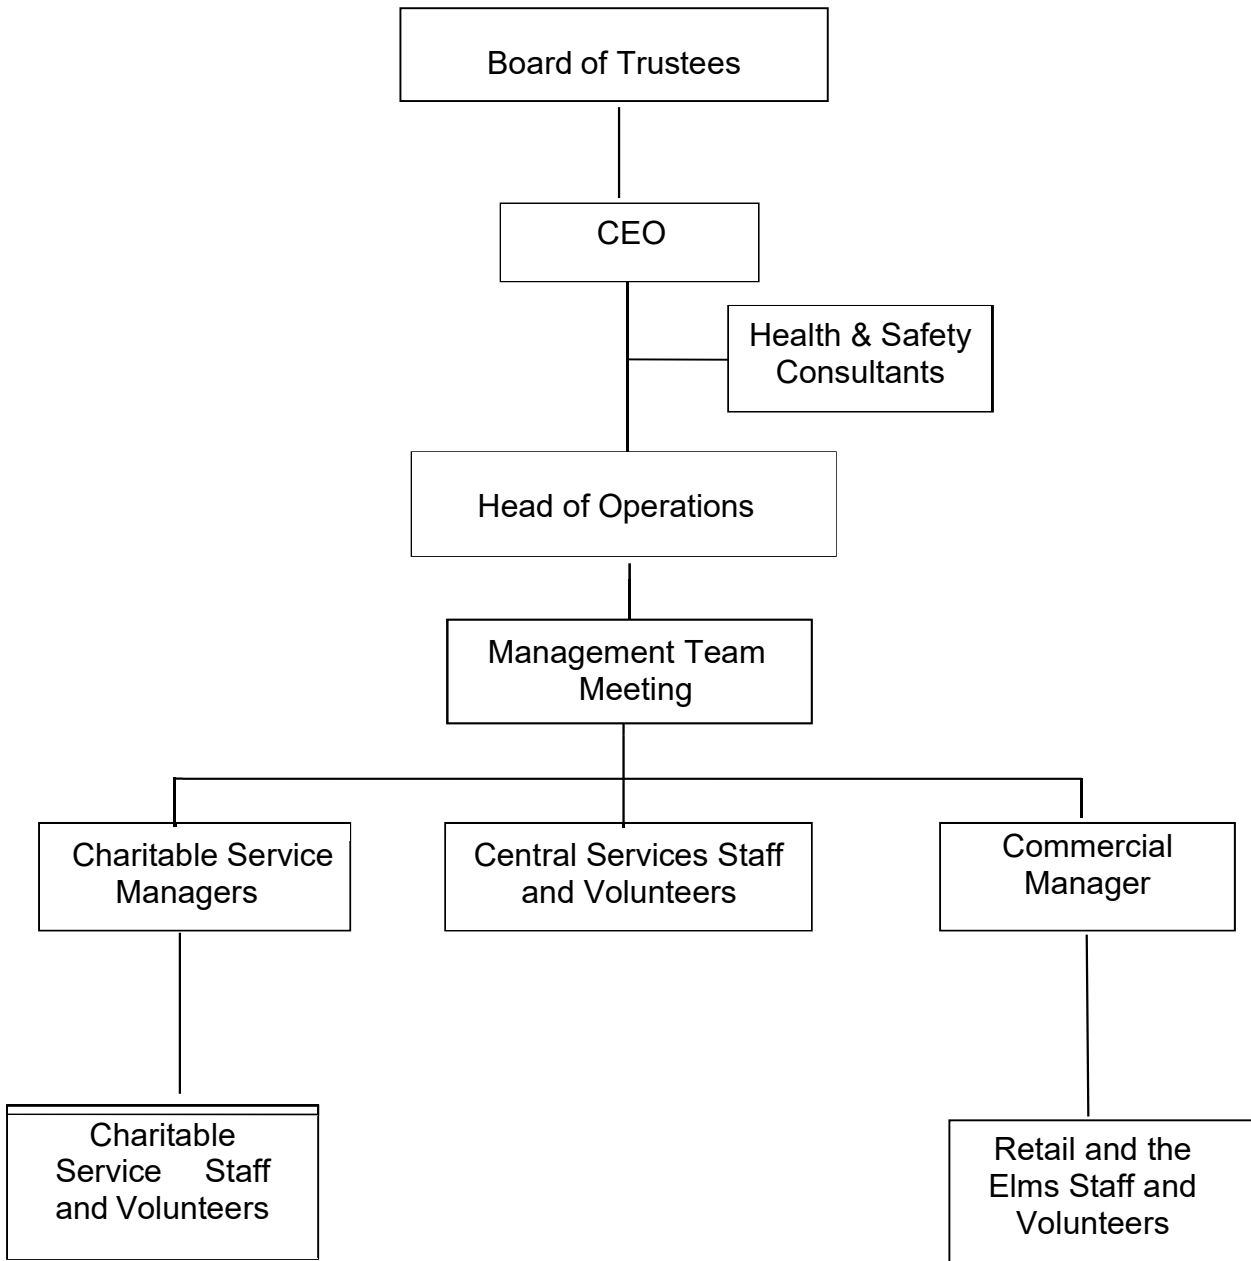 Board of Trustees
CEO
Health & Safety
Consultants
Head of Operations
Management Team
Meeting
Charitable Service
Managers
Central Services Staff
and Volunteers
Commercial
Manager
Charitable
Service Staff
and Volunteers
Retail and the
Elms Staff and
Volunteers